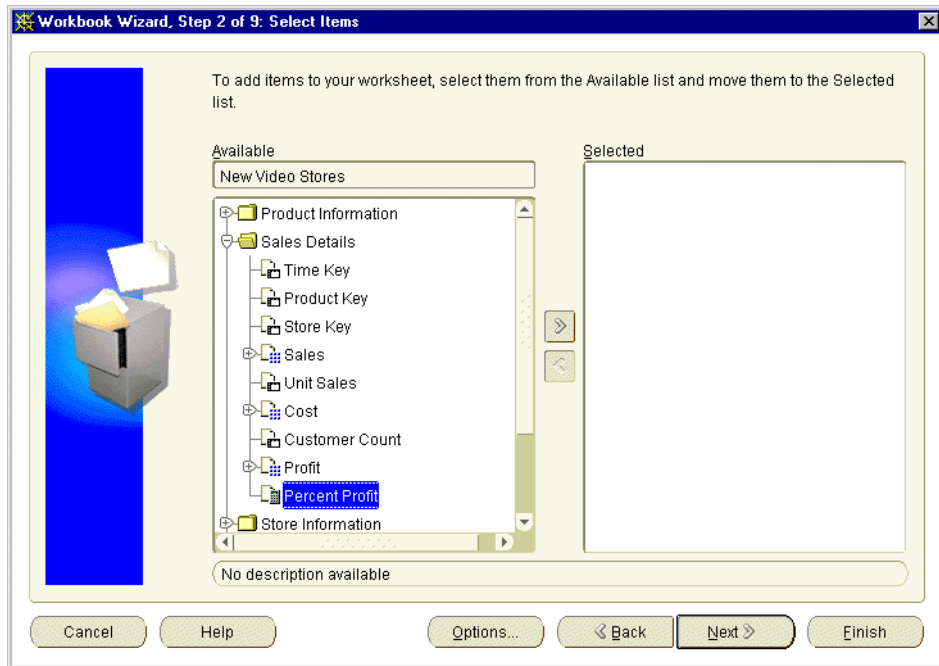 Workbook Wizard, Step 2 of 9: Select Items
To add items to your worksheet, select them from the Available list and move them to the Selected
list.
Available
Selected
New Video Stores
Product Information
Sales Details
Time Key
Product Key
Store Key
Sales
Unit Sales
Cost
Customer Count
Profit
Percent Profit
Store Information
No description available
Cancel
Help
Options...
Back
Next
Finish